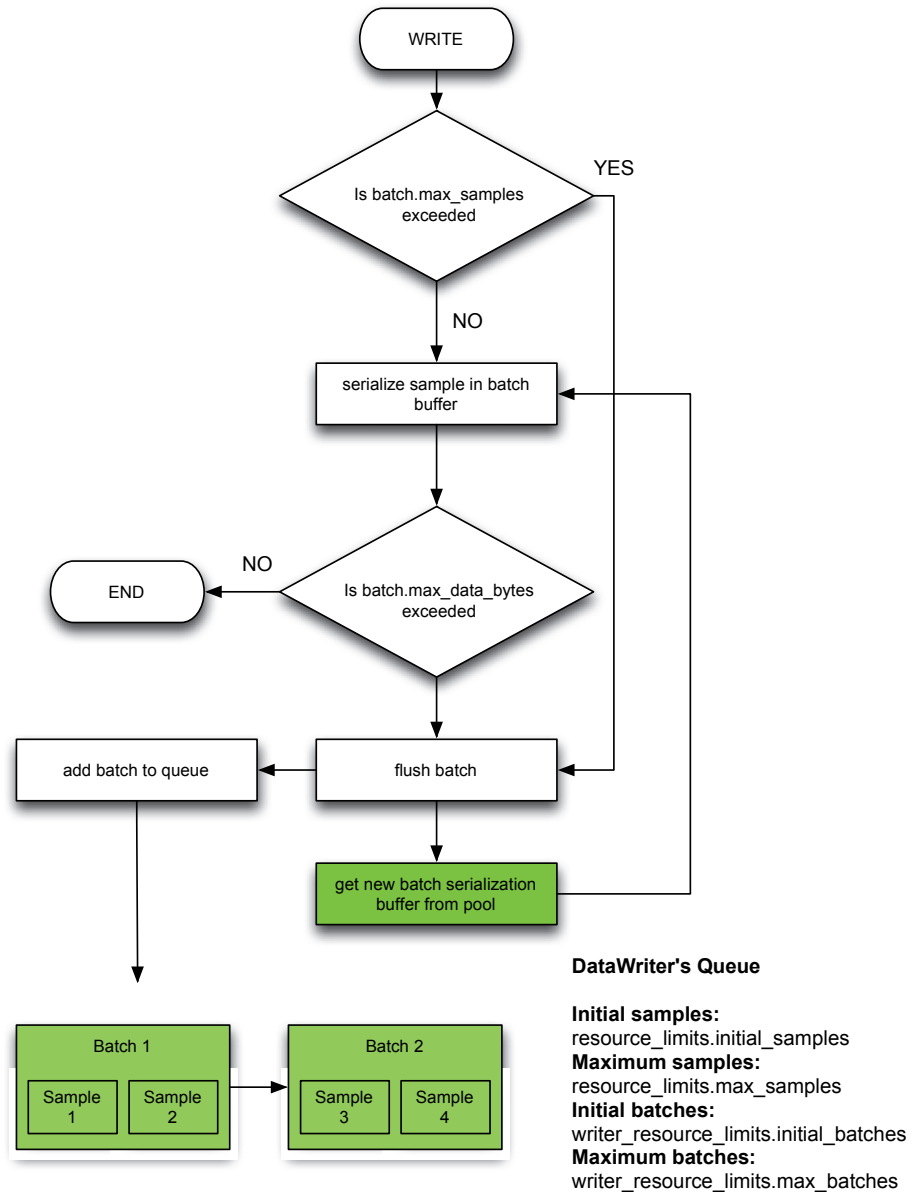 WRITE
YES
Is batch.max_samples
exceeded
NO
serialize sample in batch
buffer
NO
END
Is batch.max_data_bytes
exceeded
add batch to queue
flush batch
get new batch serialization
buffer from pool
DataWriter's Queue
Initial samples:
resource_limits.initial_samples
Maximum samples:
resource_limits.max_samples
Initial batches:
writer_resource_limits.initial_batches
Maximum batches:
writer_resource_limits.max_batches
Batch 1
Sample
1
Sample
2
Batch 2
Sample
3
Sample
4